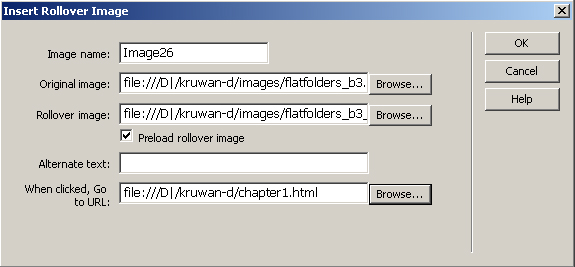 Insert Rollover Image
Image name: Image26
OK
Original image: file:///D|/kruwan-d/images/flatfolders_b3. Browse...
Cancel
Rollover image: file:///D|/kruwan-d/images/flatfolders_b3_ Browse...
Help
Preload rollover image
Alternate text:
When clicked, Go
to URL: file:///D|/kruwan-d/chapter1.html Browse...